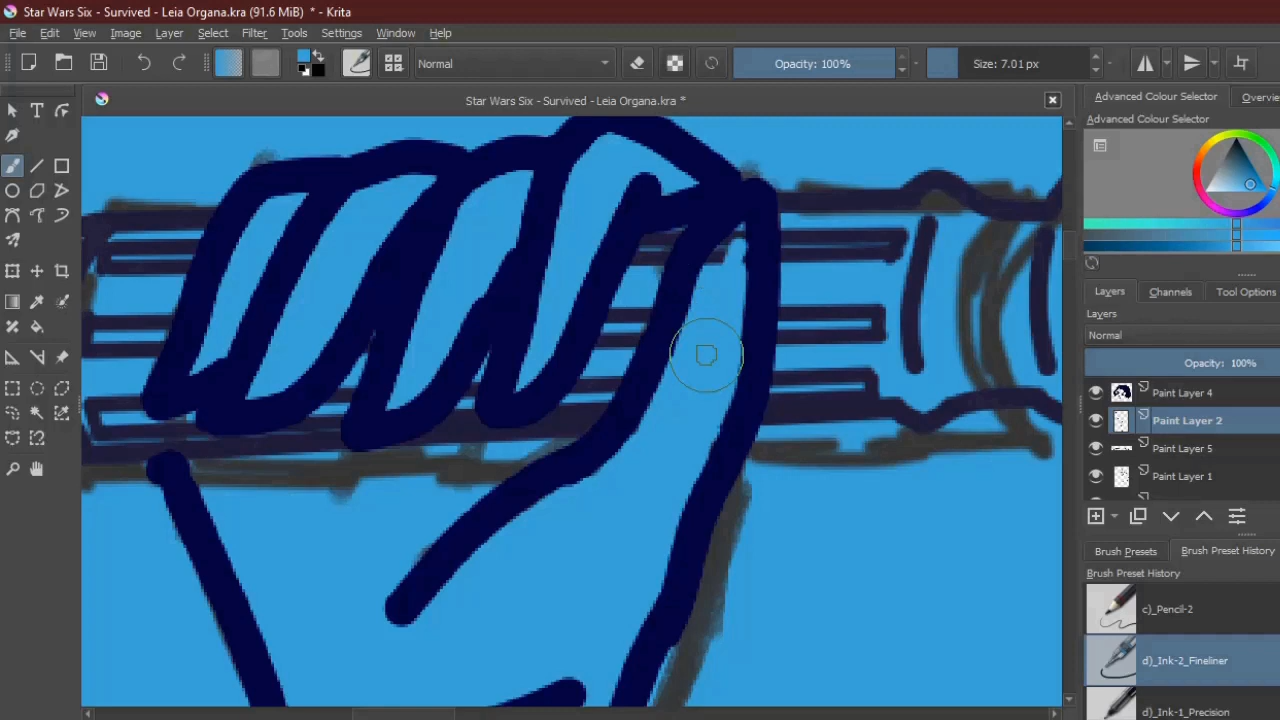 Star Wars Six - Survived - Leia Organa.kra (91.6 MiB) * - Krita
File Edit View Image Layer Filter Tools Select Settings Window Help
Normal Opacity: 100% Size: 7.01 px
Star Wars Six - Survived - Leia Organa.kra *
Advanced Colour Selector Overvie
Advanced Colour Selector
Layers Channels Tool Options
Layers
Normal
Opacity: 100%
Paint Layer 4
Paint Layer 2
Paint Layer 5
Paint Layer 1
Brush Presets Brush Preset History
Brush Preset History
c)_Pencil-2
d)_Ink-2_Fineliner
d)_Ink-1_Precision